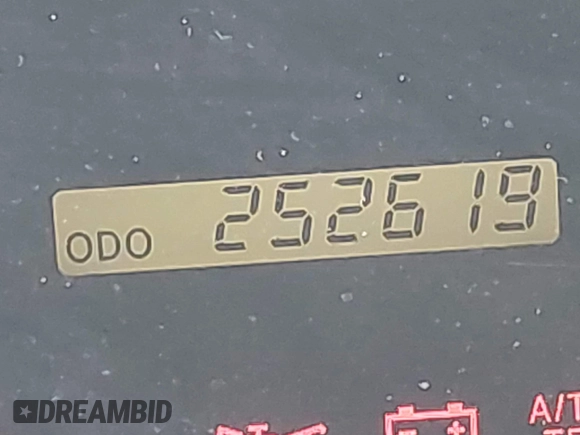 ODO 252619
A/T
DREAMBID